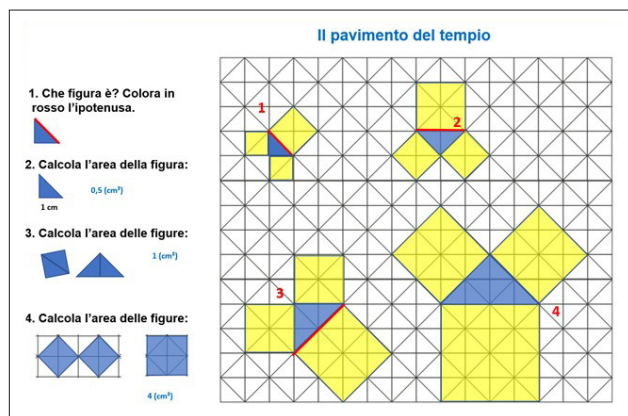 Il pavimento del tempio
1. Che figura è? Colora in
rosso l'ipotenusa.
2. Calcola l'area della figura:
0,5 (cm²)
1 cm
3. Calcola l'area delle figure:
1 (cm²)
4. Calcola l'area delle figure:
4 (cm²)
1
2
3
4